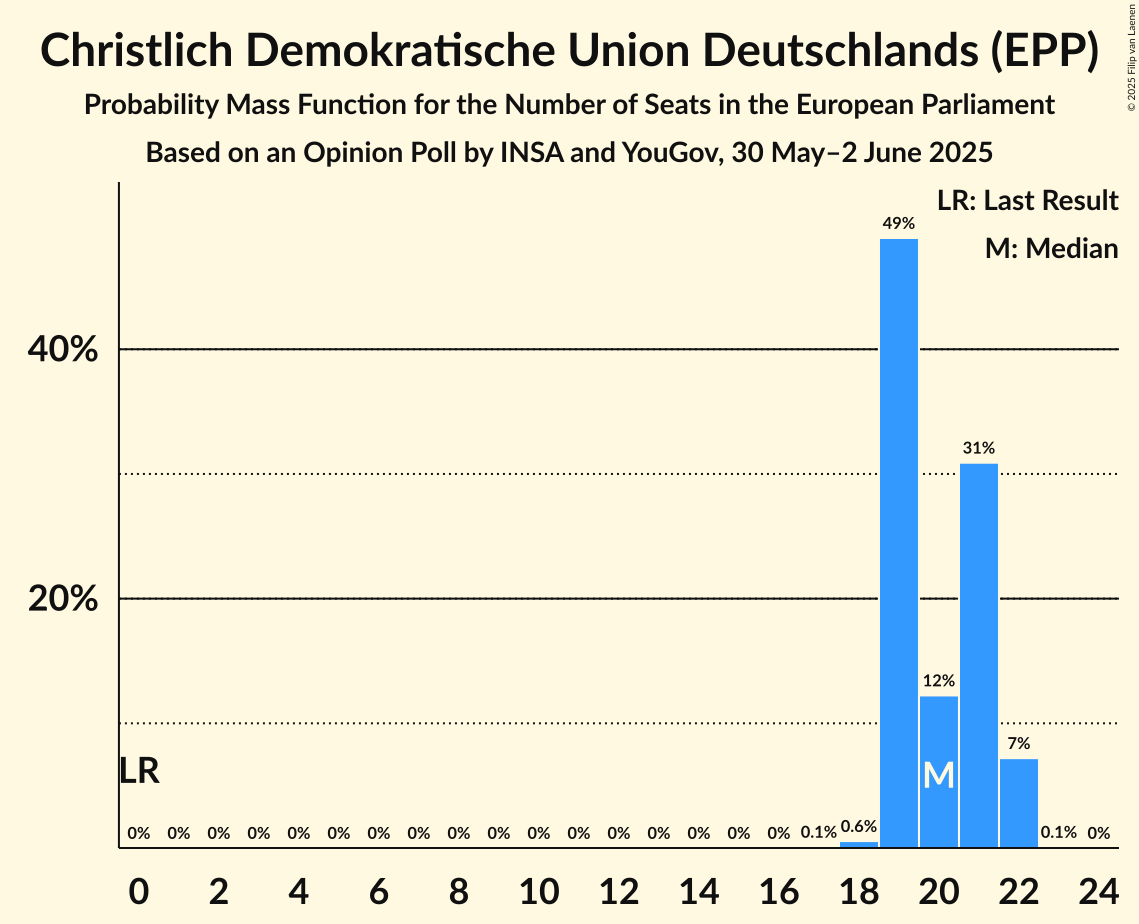 Christlich Demokratische Union Deutschlands (EPP)
Probability Mass Function for the Number of Seats in the European Parliament
Based on an Opinion Poll by INSA and YouGov, 30 May–2 June 2025
© 2025 Filip van Laenen
LR: Last Result
M: Median
49%
40%
31%
20%
12%
7%
LR
M
0% 0% 0% 0% 0% 0% 0% 0% 0% 0% 0% 0% 0% 0% 0% 0% 0% 0.1% 0.6% 0.1% 0%
0 2 4 6 8 10 12 14 16 18 20 22 24